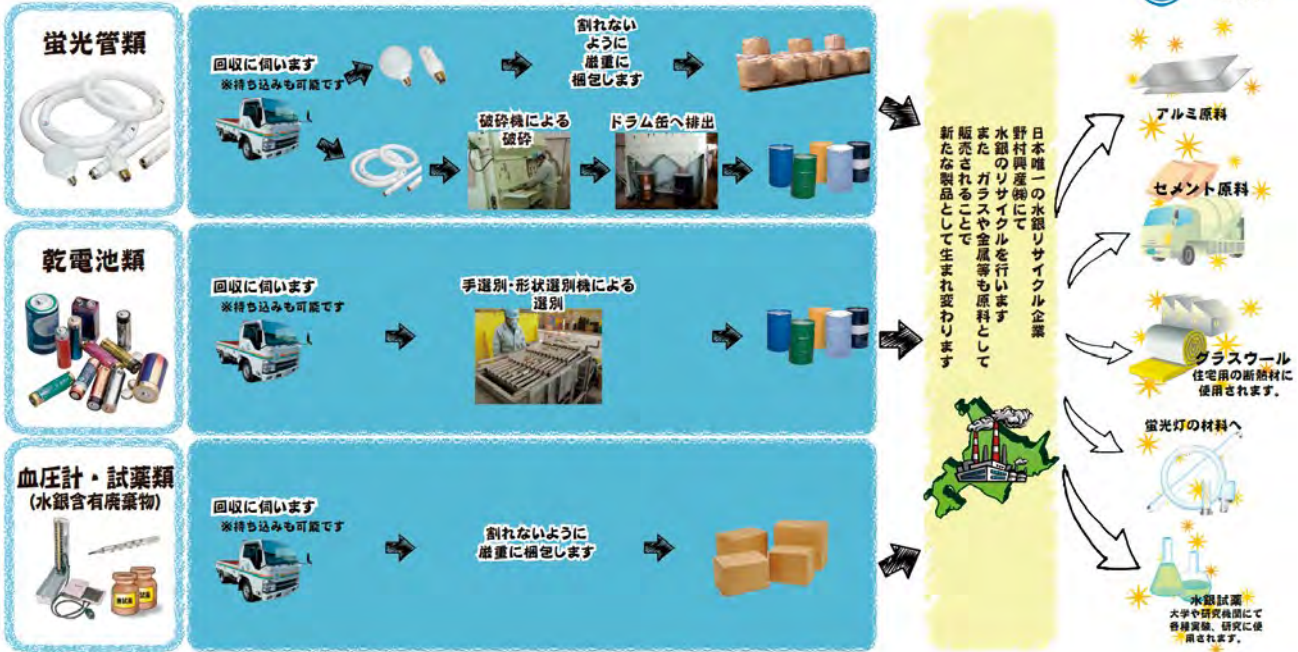 蛍光管類
回収に伺います
※持ち込みも可能です
割れない
ように
厳重に
梱包します
破砕機による
破砕
ドラム缶へ排出
乾電池類
回収に伺います
※持ち込みも可能です
手選別・形状選別機による
選別
血圧計・試薬類
(水銀含有廃棄物)
回収に伺います
※持ち込みも可能です
割れないように
厳重に梱包します
日本唯一の水銀リサイクル企業
野村興産㈱にて
水銀のリサイクルを行います
また ガラスや金属等も原料として
販売されることで
新たな製品として生まれ変わります
アルミ原料
セメント原料
グラスウール
住宅用の断熱材に
使用されます。
蛍光灯の材料へ
水銀試薬
大学や研究機関にて
各種実験、研究に使
用されます。